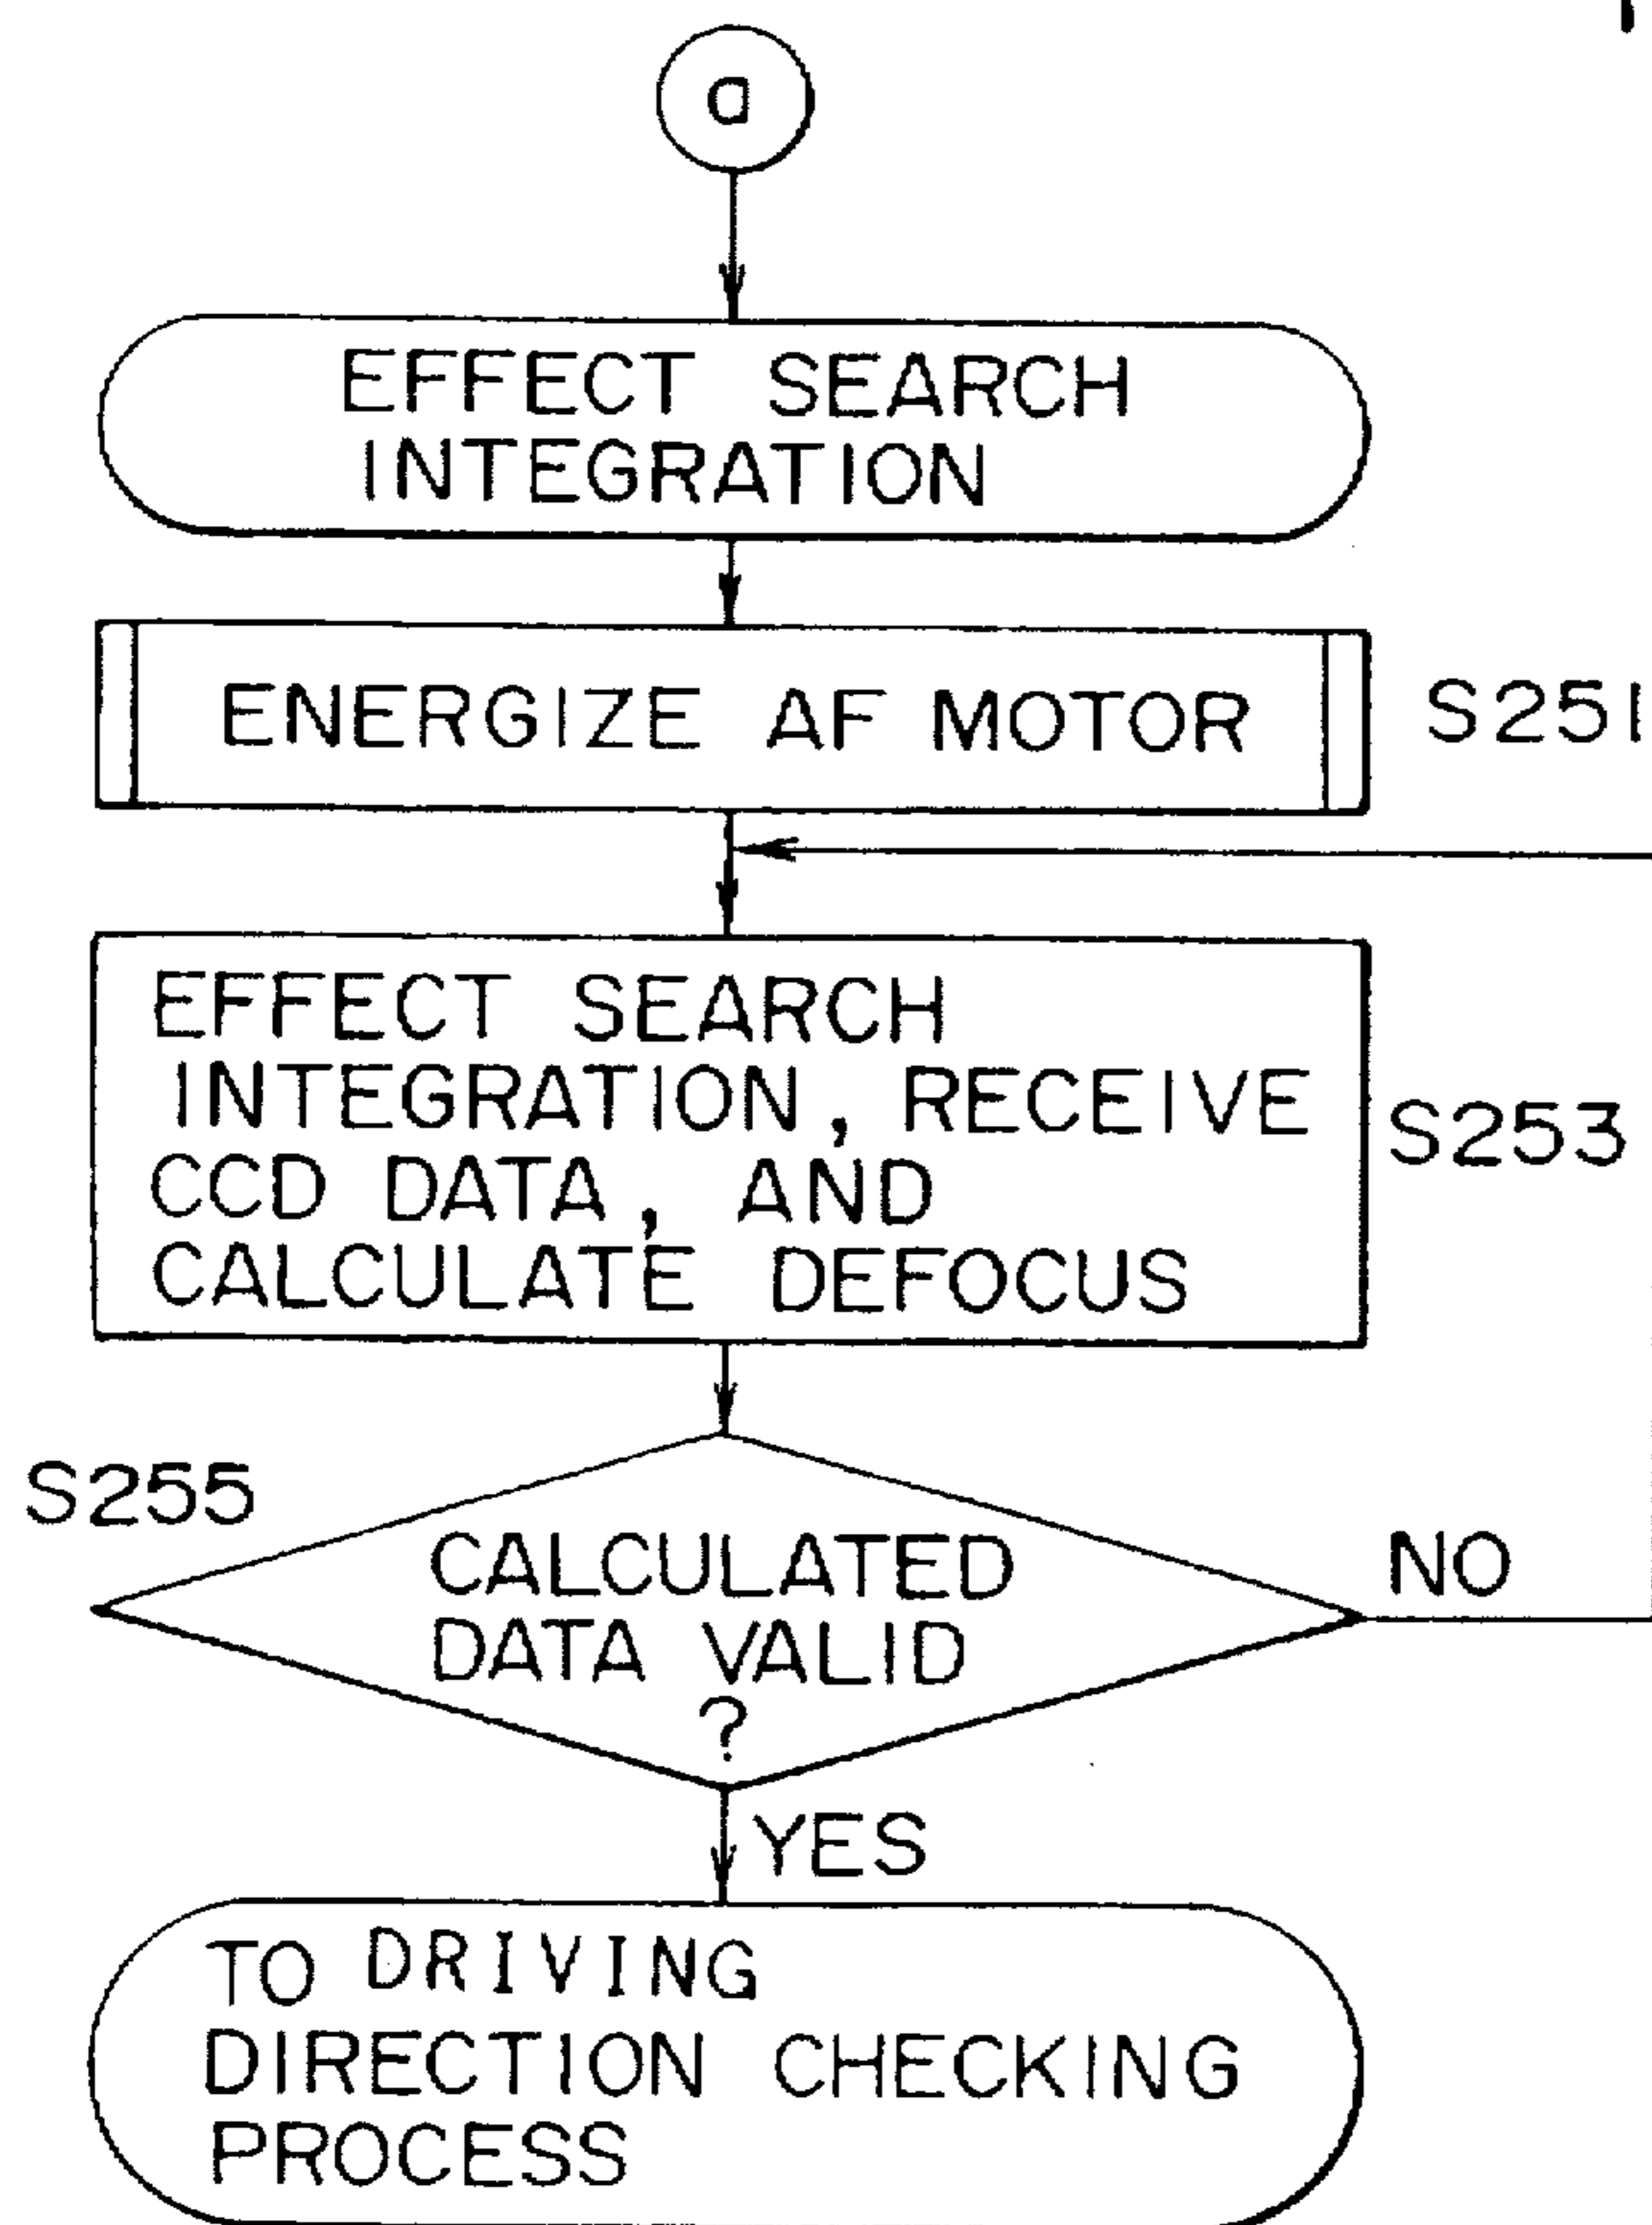 a
EFFECT SEARCH
INTEGRATION
ENERGIZE AF MOTOR
S251
EFFECT SEARCH
INTEGRATION, RECEIVE
CCD DATA, AND
CALCULATE DEFOCUS
S253
S255
CALCULATED
DATA VALID
?
NO
YES
TO DRIVING
DIRECTION CHECKING
PROCESS